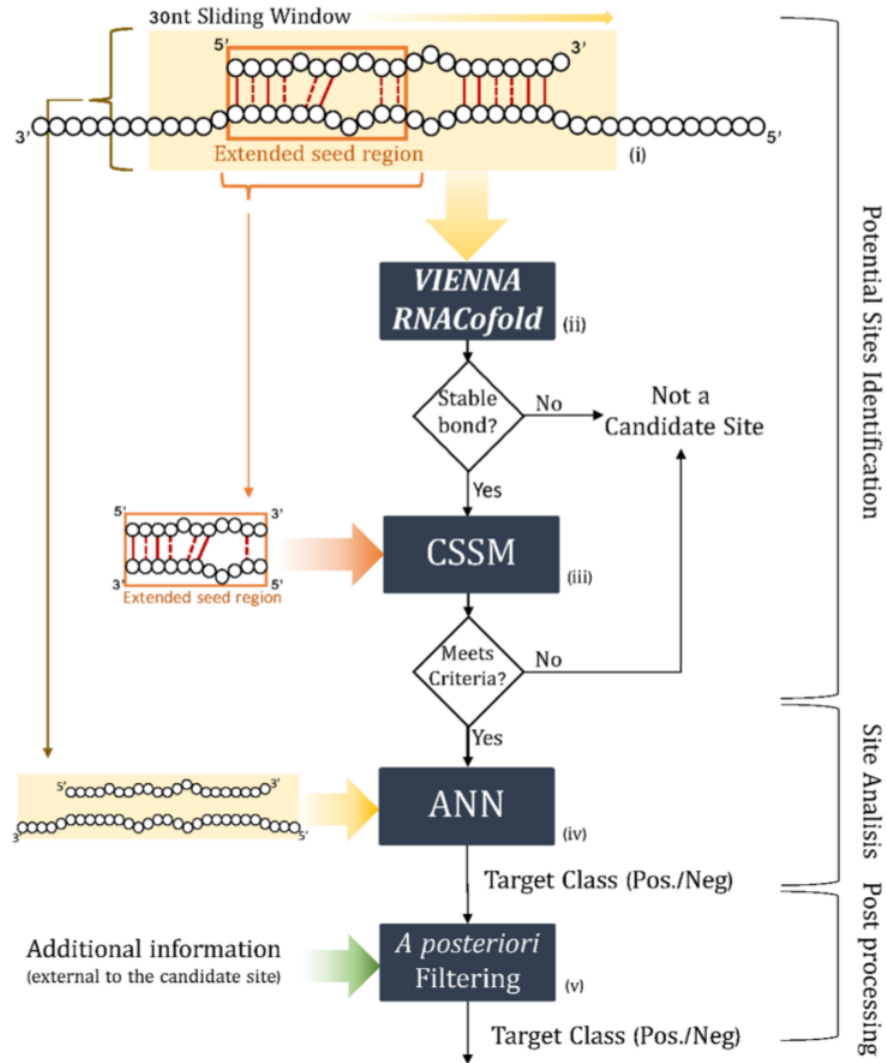 30nt Sliding Window
5'
3'
3'
5'
Extended seed region
(i)
VIENNA
RNACofold
(ii)
Stable
bond?
No
Not a
Candidate Site
Yes
5'
3'
3'
5'
Extended seed region
CSSM
(iii)
Meets
Criteria?
No
Yes
5'
3'
3'
5'
ANN
(iv)
Target Class (Pos./Neg)
Additional information
(external to the candidate site)
A posteriori
Filtering
(v)
Target Class (Pos./Neg)
Potential Sites Identification
Site Analisis
Post processing